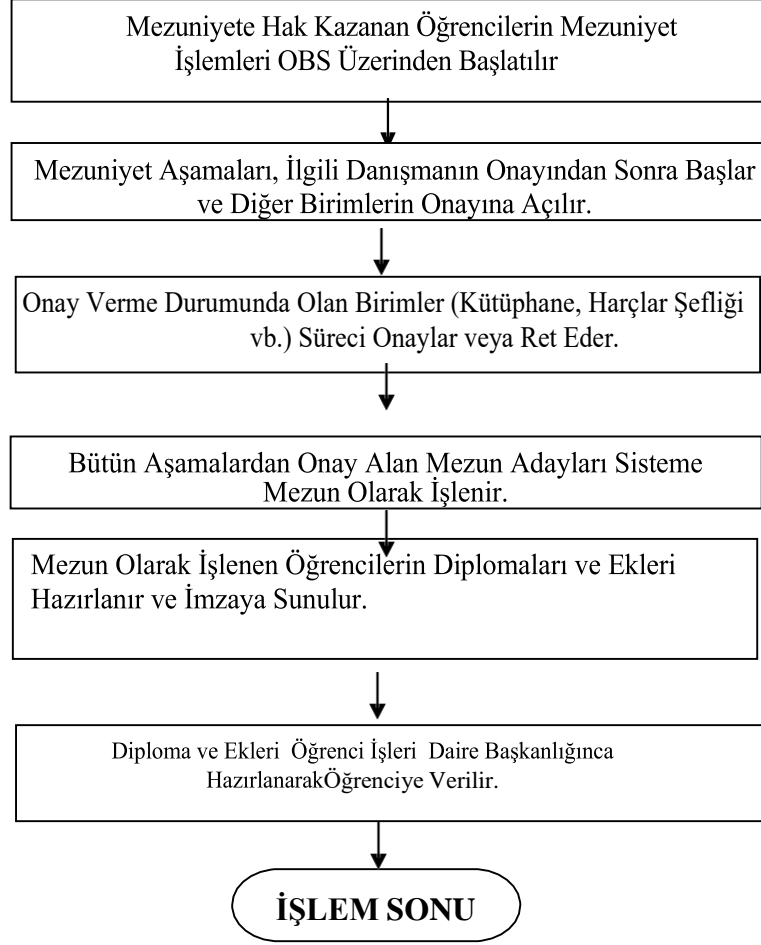 Mezuniyete Hak Kazanan Öğrencilerin Mezuniyet
İşlemleri OBS Üzerinden Başlatılır
Mezuniyet Aşamaları, İlgili Danışmanın Onayından Sonra Başlar
ve Diğer Birimlerin Onayına Açılır.
Onay Verme Durumunda Olan Birimler (Kütüphane, Harçlar Şefliği
vb.) Süreci Onaylar veya Ret Eder.
Bütün Aşamalardan Onay Alan Mezun Adayları Sisteme
Mezun Olarak İşlenir.
Mezun Olarak İşlenen Öğrencilerin Diplomaları ve Ekleri
Hazırlanır ve İmzaya Sunulur.
Diploma ve Ekleri Öğrenci İşleri Daire Başkanlığınca
HazırlanarakÖğrenciye Verilir.
İŞLEM SONU